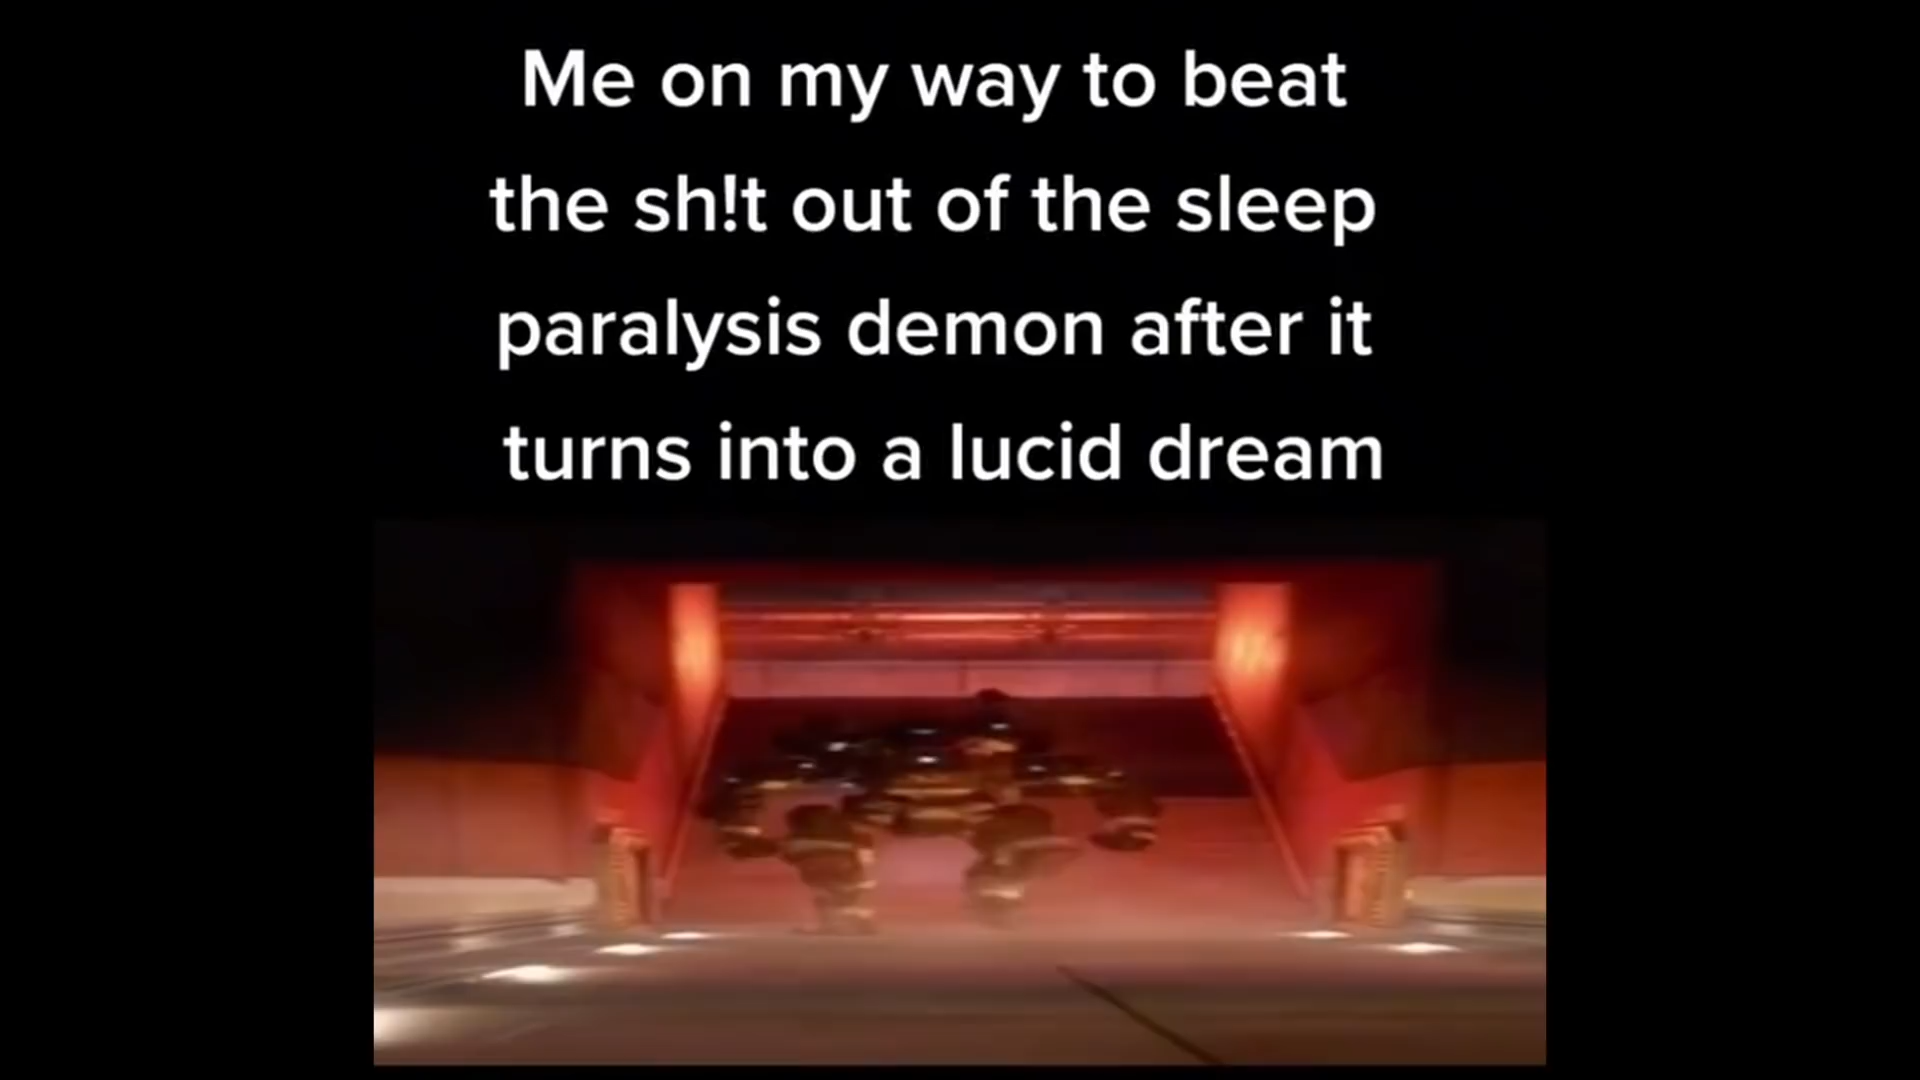 Me on my way to beat
the sh!t out of the sleep
paralysis demon after it
turns into a lucid dream